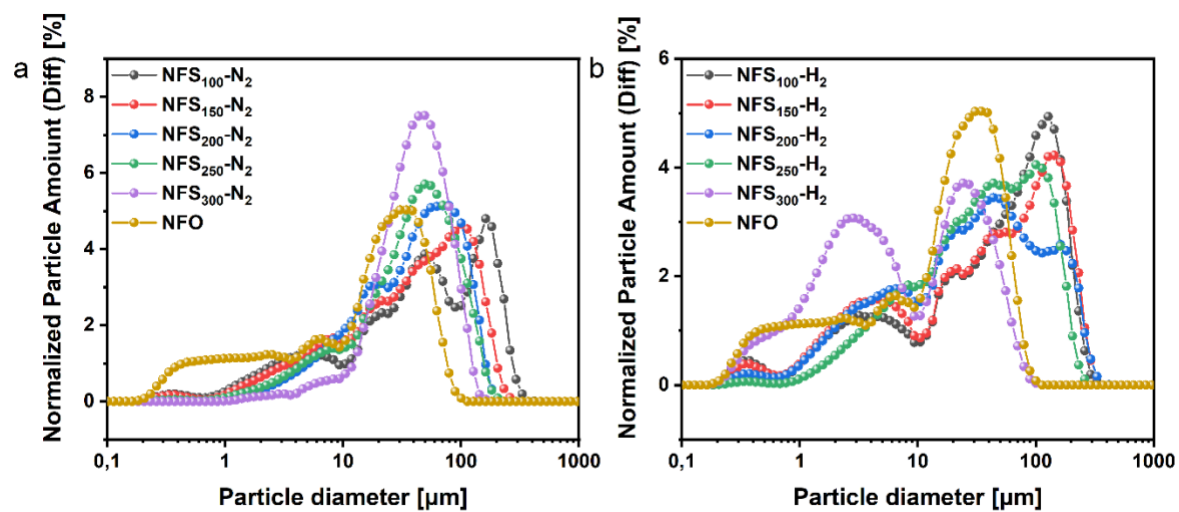 a
Normalized Particle Amoiunt (Diff) [%]
8
6
4
2
0
NFS₁₀₀-N₂
NFS₁₅₀-N₂
NFS₂₀₀-N₂
NFS₂₅₀-N₂
NFS₃₀₀-N₂
NFO
0,1 1 10 100 1000
Particle diameter [µm]
b
Normalized Particle Amount (Diff) [%]
6
4
2
0
NFS₁₀₀-H₂
NFS₁₅₀-H₂
NFS₂₀₀-H₂
NFS₂₅₀-H₂
NFS₃₀₀-H₂
NFO
0,1 1 10 100 1000
Particle diameter [µm]